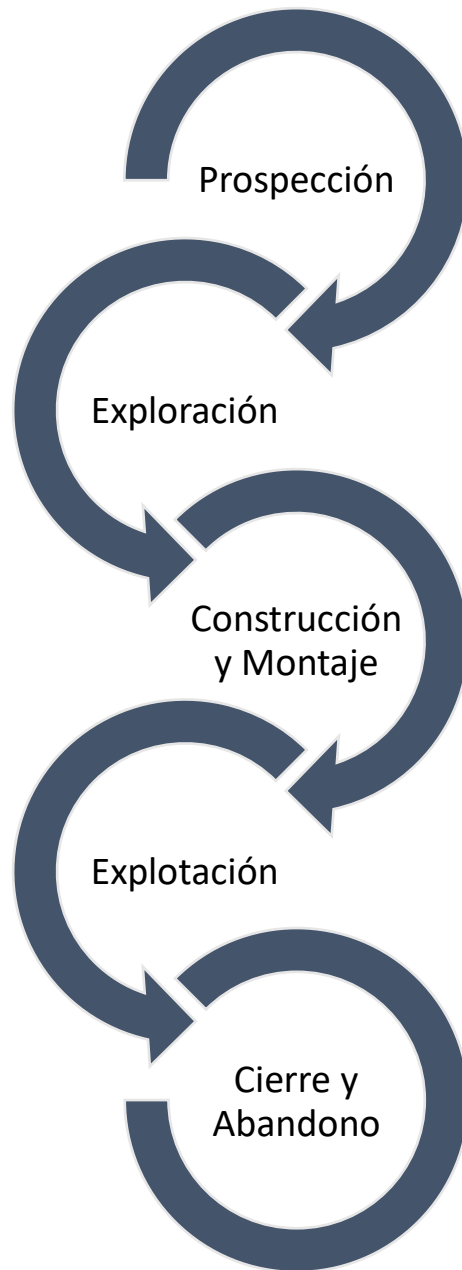 Prospección
Exploración
Construcción
y Montaje
Explotación
Cierre y
Abandono